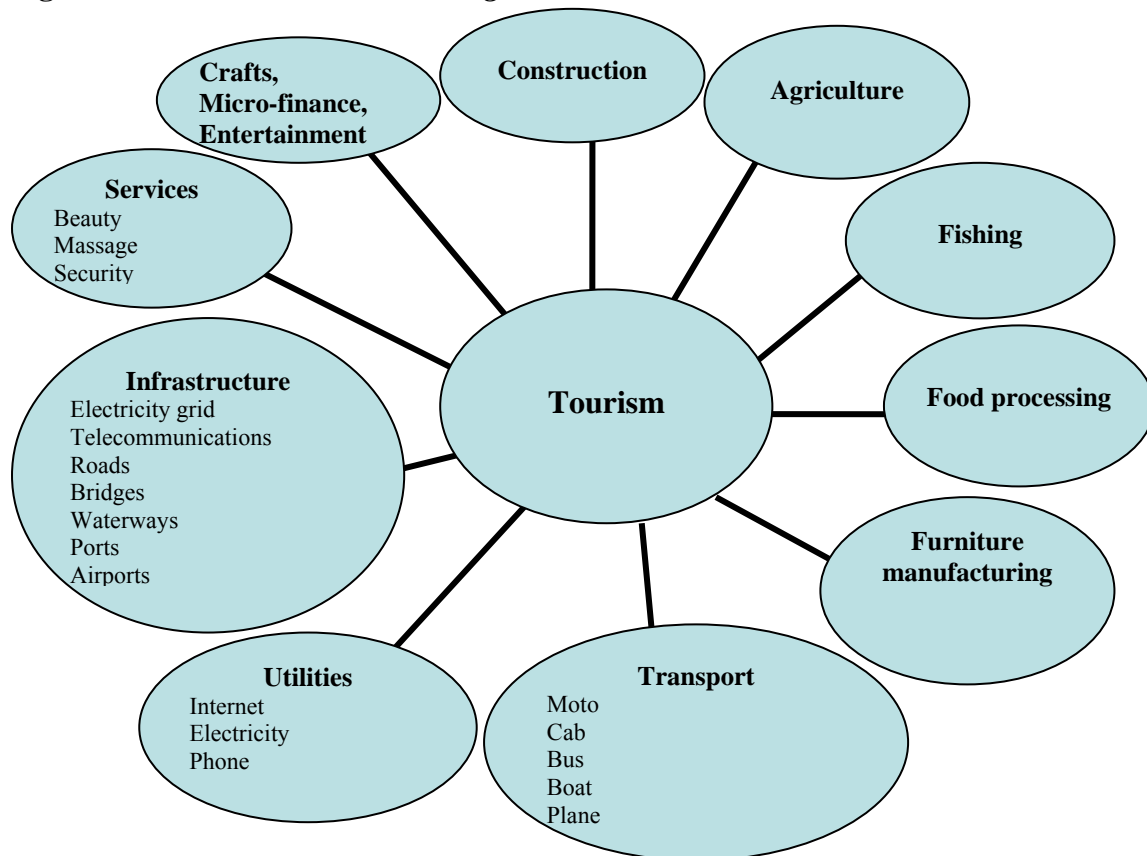 Crafts,
Micro-finance,
Entertainment
Construction
Agriculture
Services
Beauty
Massage
Security
Fishing
Infrastructure
Electricity grid
Telecommunications
Roads
Bridges
Waterways
Ports
Airports
Tourism
Food processing
Furniture
manufacturing
Utilities
Internet
Electricity
Phone
Transport
Moto
Cab
Bus
Boat
Plane